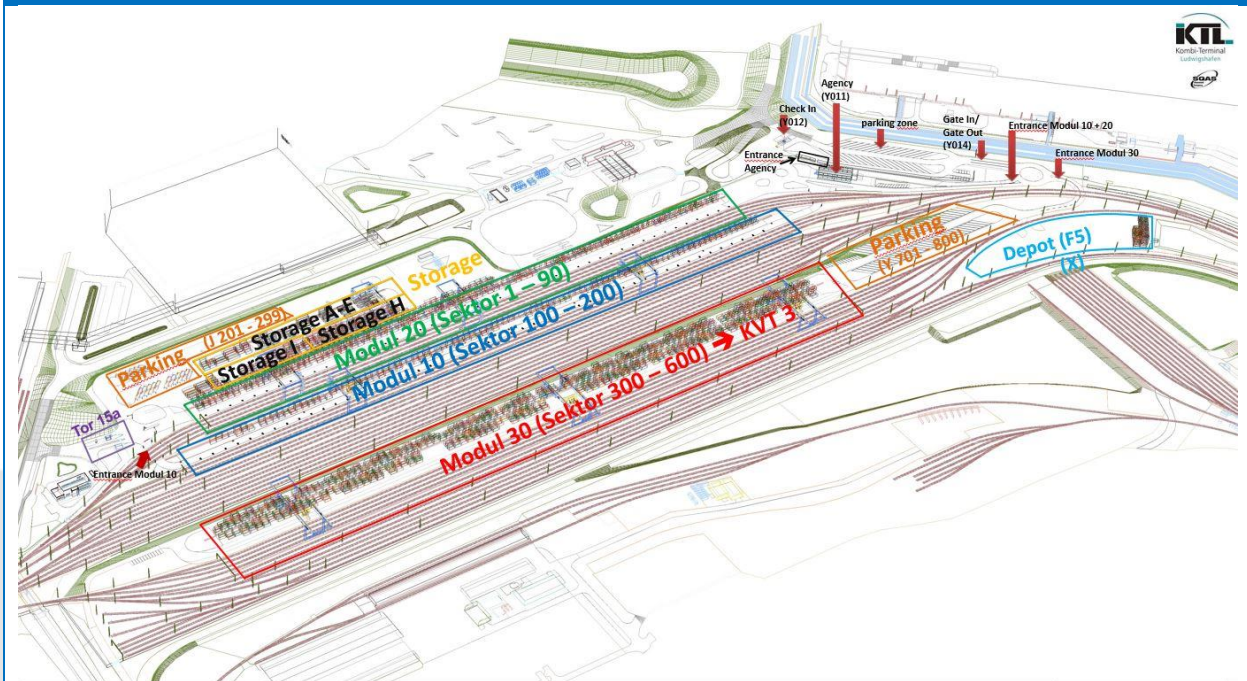 KTL
Kombi-Terminal
Ludwigshafen
SQAS
Agency
(Y011)
Check In
(Y012)
parking zone
Gate In/
Gate Out
(Y014)
Entrance Modul 10 + 20
Entrance Modul 30
Entrance
Agency
Parking
(Y 701 - 800)
Depot (F5)
(X)
Storage
Storage A-E
Storage I
Storage H
Parking
(J 201 - 299)
Modul 20 (Sektor 1 – 90)
Modul 10 (Sektor 100 – 200)
Modul 30 (Sektor 300 – 600) → KVT 3
Tor 15a
Entrance Modul 10